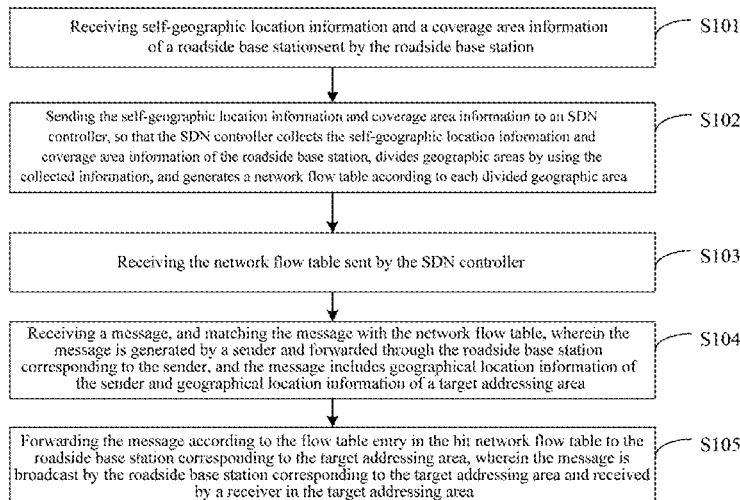 Receiving self-geographic location information and a coverage area information
of a roadside base stationsent by the roadside base station
S101
Sending the self-geographic location information and coverage area information to an SDN
controller, so that the SDN controller collects the self-geographic location information and
coverage area information of the roadside base station, divides geographic areas by using the
collected information, and generates a network flow table according to each divided geographic area
S102
Receiving the network flow table sent by the SDN controller
S103
Receiving a message, and matching the message with the network flow table, wherein the
message is generated by a sender and forwarded through the roadside base station
corresponding to the sender, and the message includes geographical location information of
the sender and geographical location information of a target addressing area
S104
Forwarding the message according to the flow table entry in the hit network flow table to the
roadside base station corresponding to the target addressing area, wherein the message is
broadcast by the roadside base station corresponding to the target addressing area and received
by a receiver in the target addressing area
S105